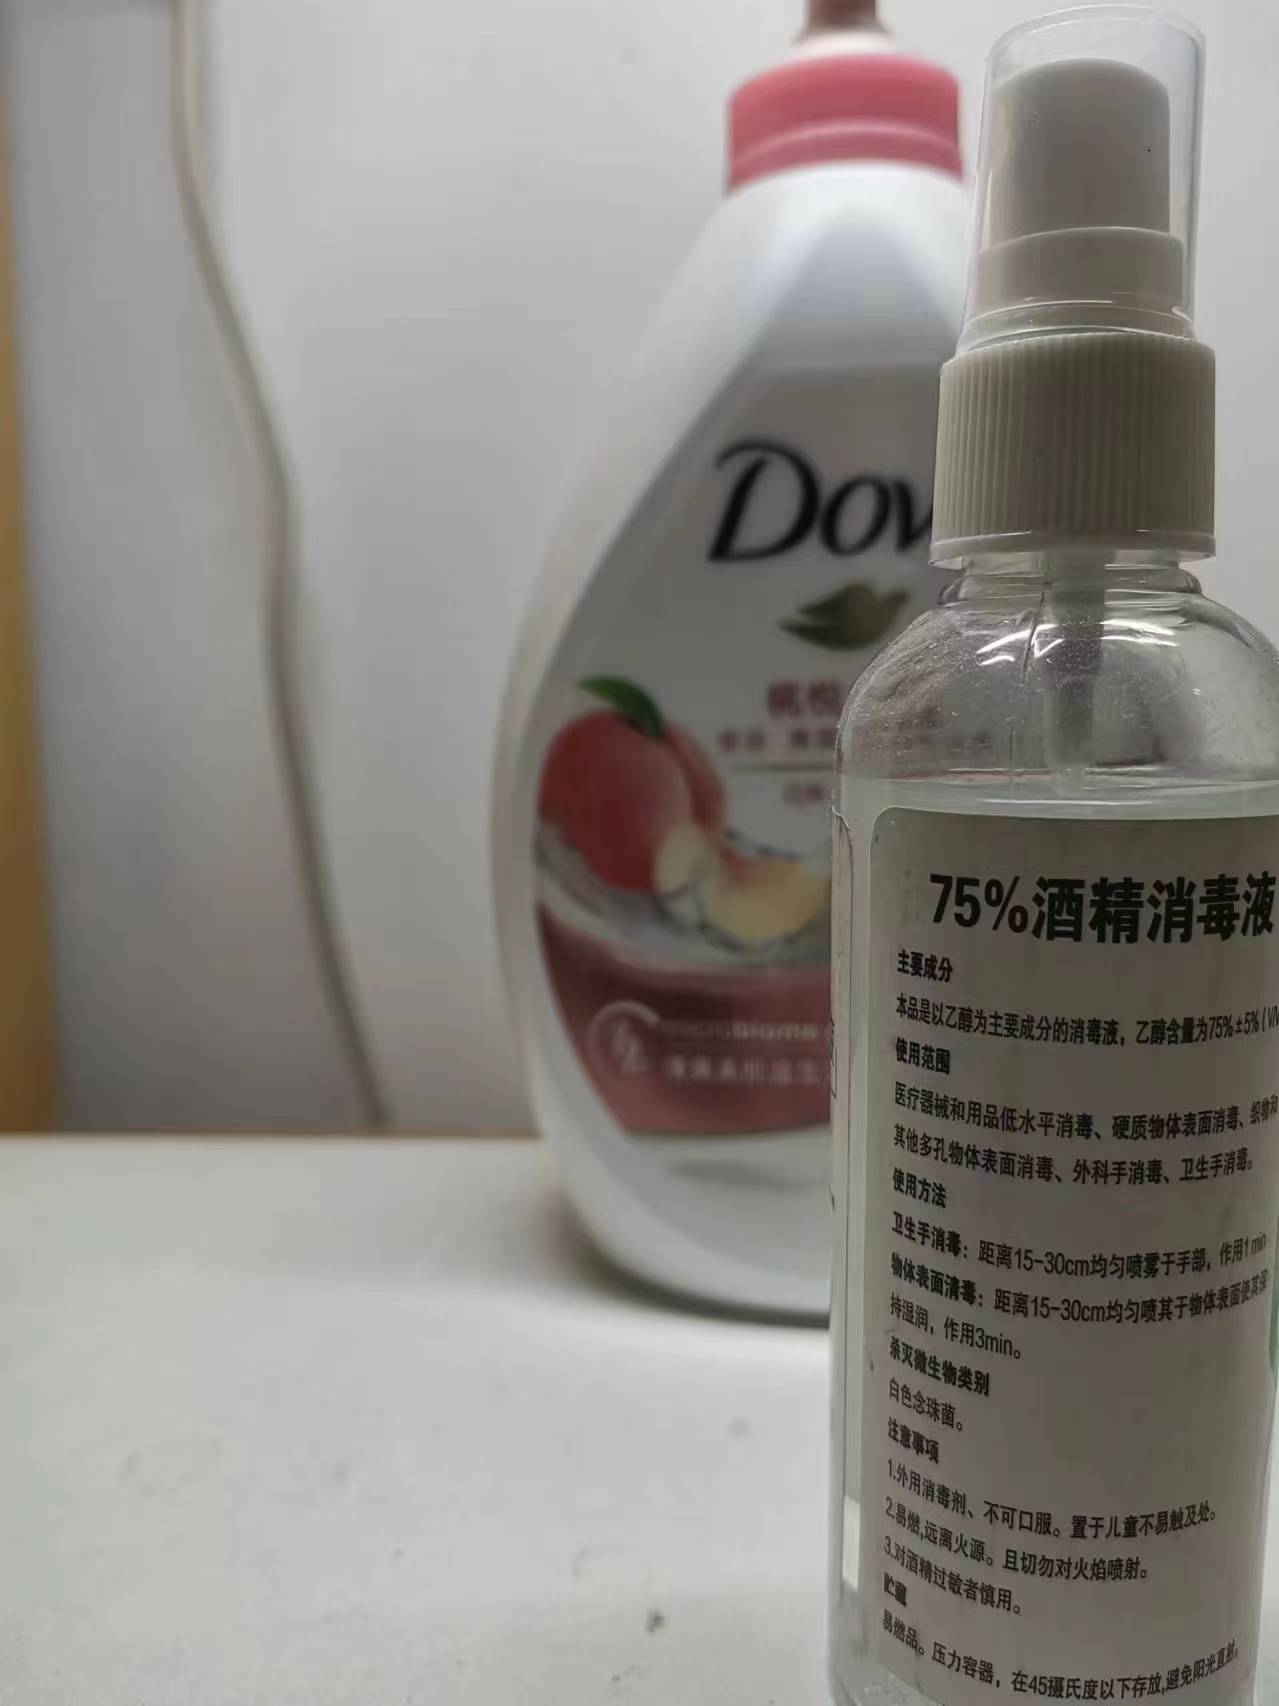 Dov
桃悦
microbiome
75%酒精消毒液
主要成分
本品是以乙醇为主要成分的消毒液，乙醇含量为75%±5%(V/V
使用范围
医疗器械和用品低水平消毒、硬质物体表面消毒、织物和
其他多孔物体表面消毒、外科手消毒、卫生手消毒。
使用方法
卫生手消毒：距离15-30cm均匀喷雾于手部，作用1min
物体表面清毒：距离15-30cm均匀喷其于物体表面使其保
持湿润，作用3min。
杀灭微生物类别
白色念珠菌。
注意事项
1.外用消毒剂、不可口服。置于儿童不易触及处。
2.易燃,远离火源。且切勿对火焰喷射。
3.对酒精过敏者慎用。
贮藏
易燃品。压力容器，在45摄氏度以下存放,避免阳光直射。